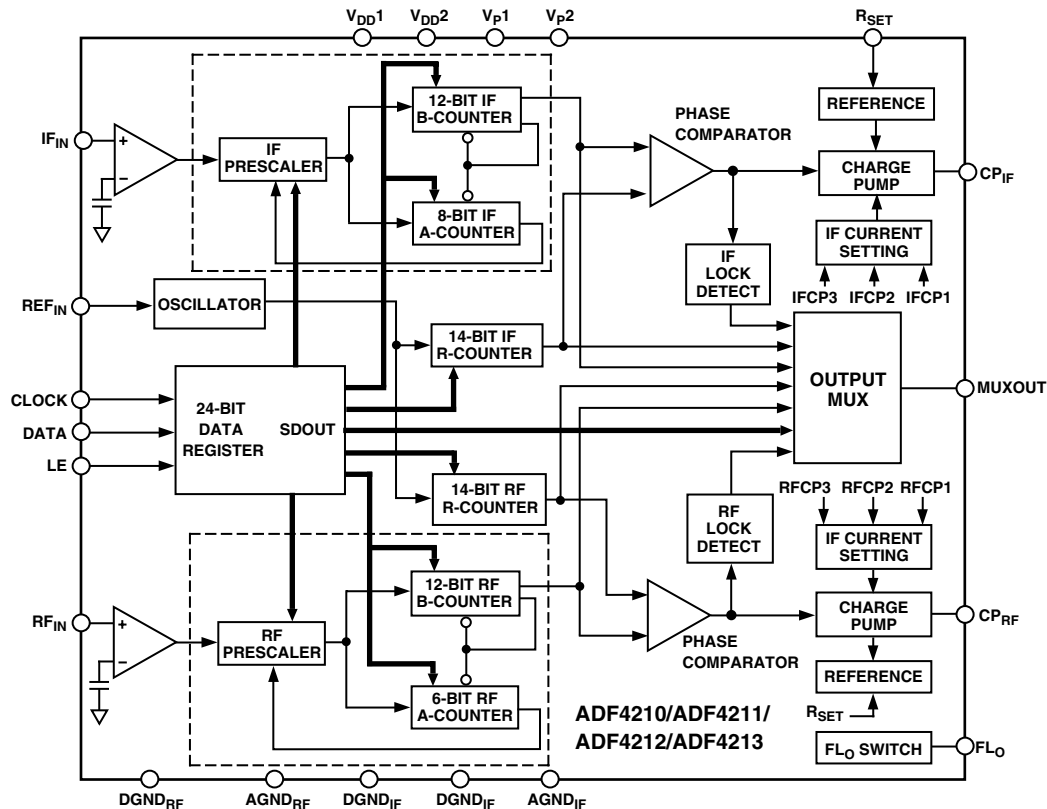 VDD1 VDD2 VP1 VP2 RSET
12-BIT IF
B-COUNTER
PHASE
COMPARATOR
REFERENCE
IFIN
+
−
IF
PRESCALER
CHARGE
PUMP
CPIF
8-BIT IF
A-COUNTER
IF CURRENT
SETTING
IF
LOCK
DETECT
IFCP3 IFCP2 IFCP1
REFIN
OSCILLATOR
14-BIT IF
R-COUNTER
OUTPUT
MUX
MUXOUT
CLOCK
DATA
LE
24-BIT
DATA
REGISTER
SDOUT
14-BIT RF
R-COUNTER
RF
LOCK
DETECT
RFCP3 RFCP2 RFCP1
IF CURRENT
SETTING
12-BIT RF
B-COUNTER
RFIN
+
−
RF
PRESCALER
CHARGE
PUMP
CPRF
PHASE
COMPARATOR
REFERENCE
6-BIT RF
A-COUNTER
RSET
ADF4210/ADF4211/
ADF4212/ADF4213
FLO SWITCH
FLO
DGNDRF AGNDRF DGNDIF DGNDIF AGNDIF